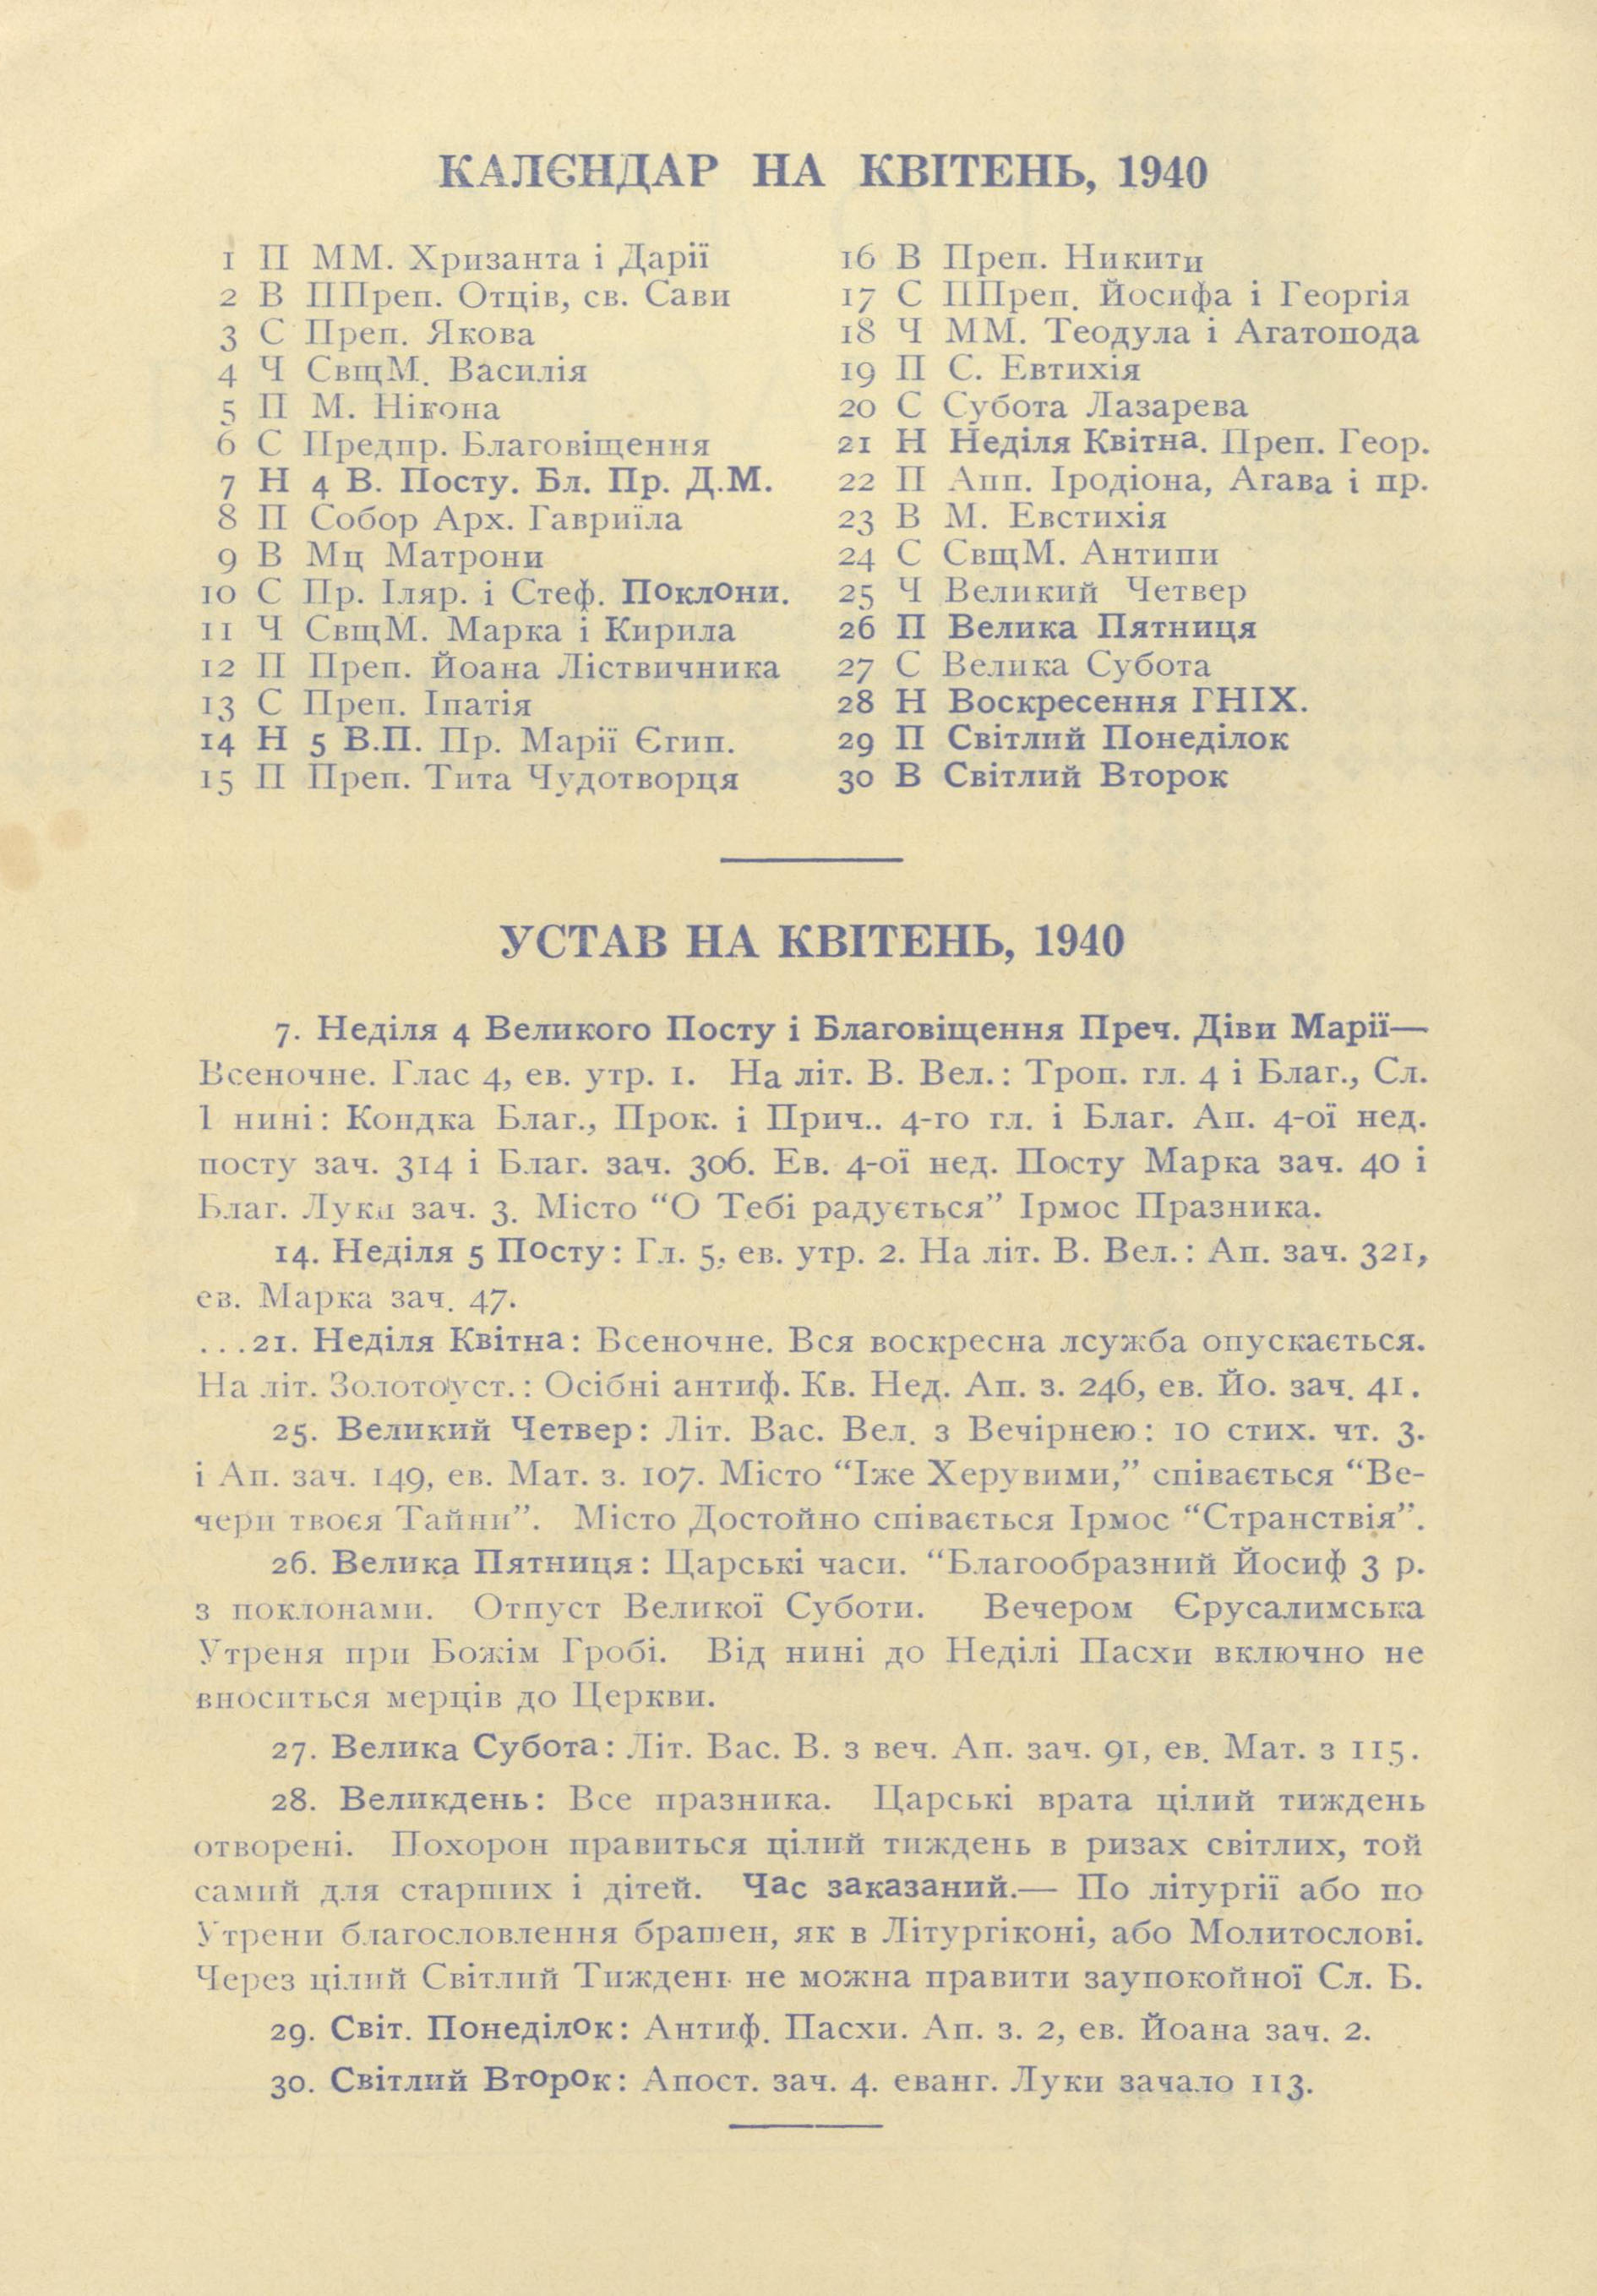 КАЛЄНДАР НА КВІТЕНЬ, 1940
1 П ММ. Хризанта і Дарії
2 В ППреп. Отців, св. Сави
3 С Преп. Якова
4 Ч СвщМ. Василія
5 П М. Нікона
6 С Предпр. Благовіщення
7 Н 4 В. Посту. Бл. Пр. Д.М.
8 П Собор Арх. Гавриїла
9 В Мц Матрони
10 С Пр. Іляр. і Стеф. Поклони.
11 Ч СвщМ. Марка і Кирила
12 П Преп. Йоана Ліствичника
13 С Преп. Іпатія
14 Н 5 В.П. Пр. Марії Єгип.
15 П Преп. Тита Чудотворця
16 В Преп. Никити
17 С ППреп. Йосифа і Георгія
18 Ч ММ. Теодула і Агатопода
19 П С. Евтихія
20 С Субота Лазарева
21 Н Неділя Квітна. Преп. Геор.
22 П Апп. Іродіона, Агава і пр.
23 В М. Евстихія
24 С СвщМ. Антипи
25 Ч Великий Четвер
26 П Велика Пятниця
27 С Велика Субота
28 Н Воскресення ГНІХ.
29 П Світлий Понеділок
30 В Світлий Второк
УСТАВ НА КВІТЕНЬ, 1940
7. Неділя 4 Великого Посту і Благовіщення Преч. Діви Марії—
Всеночне. Глас 4, ев. утр. 1. На літ. В. Вел.: Троп. гл. 4 і Благ., Сл.
І нині: Кондка Благ., Прок. і Прич.. 4-го гл. і Благ. Ап. 4-ої нед.
посту зач. 314 і Благ. зач. 306. Ев. 4-ої нед. Посту Марка зач. 40 і
Благ. Луки зач. 3. Місто “О Тебі радується” Ірмос Празника.
14. Неділя 5 Посту: Гл. 5, ев. утр. 2. На літ. В. Вел.: Ап. зач. 321,
ев. Марка зач. 47.
...21. Неділя Квітна: Всеночне. Вся воскресна лсужба опускається.
На літ. Золотоуст.: Осібні антиф. Кв. Нед. Ап. з. 246, ев. Йо. зач. 41.
25. Великий Четвер: Літ. Вас. Вел. з Вечірнею: 10 стих. чт. 3.
і Ап. зач. 149, ев. Мат. з. 107. Місто “Іже Херувими,” співається “Ве-
чери твоєя Тайни”. Місто Достойно співається Ірмос “Странствія”.
26. Велика Пятниця: Царські часи. “Благообразний Йосиф 3 р.
з поклонами. Отпуст Великої Суботи. Вечером Єрусалимська
Утреня при Божім Гробі. Від нині до Неділі Пасхи включно не
вноситься мерців до Церкви.
27. Велика Субота: Літ. Вас. В. з веч. Ап. зач. 91, ев. Мат. з 115.
28. Великдень: Все празника. Царські врата цілий тиждень
отворені. Похорон правиться цілий тиждень в ризах світлих, той
самий для старших і дітей. Час заказаний.— По літургії або по
Утрени благословлення брашен, як в Літургіконі, або Молитослові.
Через цілий Світлий Тиждень не можна правити заупокойної Сл. Б.
29. Світ. Понеділок: Антиф. Пасхи. Ап. з. 2, ев. Йоана зач. 2.
30. Світлий Второк: Апост. зач. 4. еванг. Луки зачало 113.